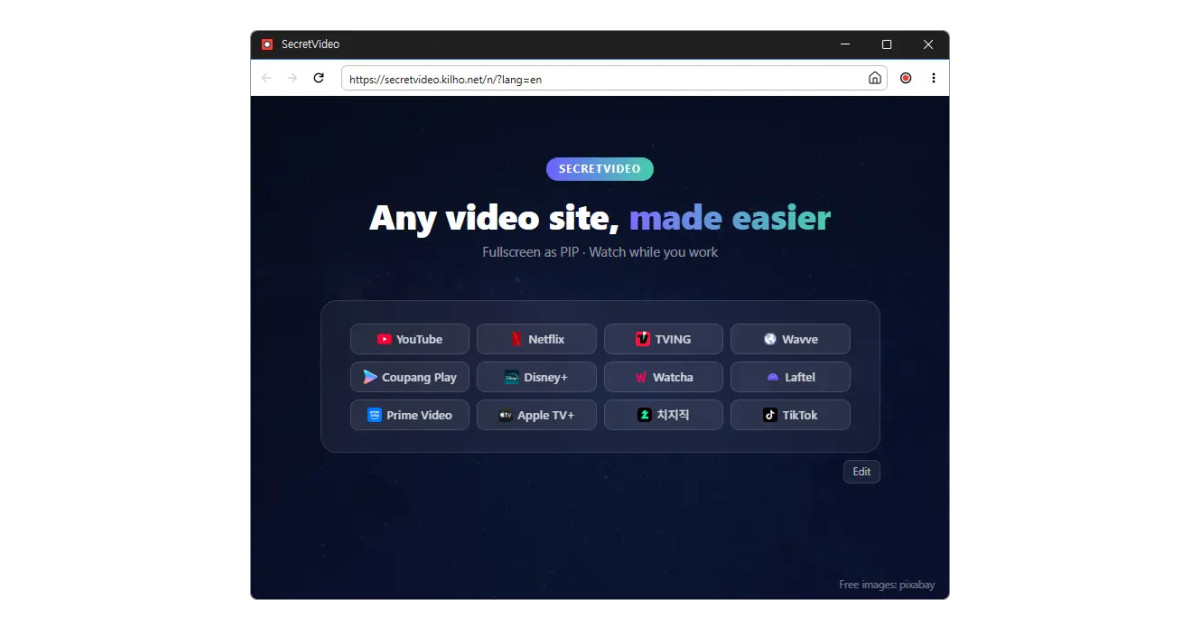 SecretVideo
https://secretvideo.kilho.net/n/?lang=en
SECRETVIDEO
Any video site, made easier
Fullscreen as PIP · Watch while you work
YouTube Netflix TVING Wavve
Coupang Play Disney+ Watcha Laftel
Prime Video Apple TV+ 치지직 TikTok
Edit
Free images: pixabay